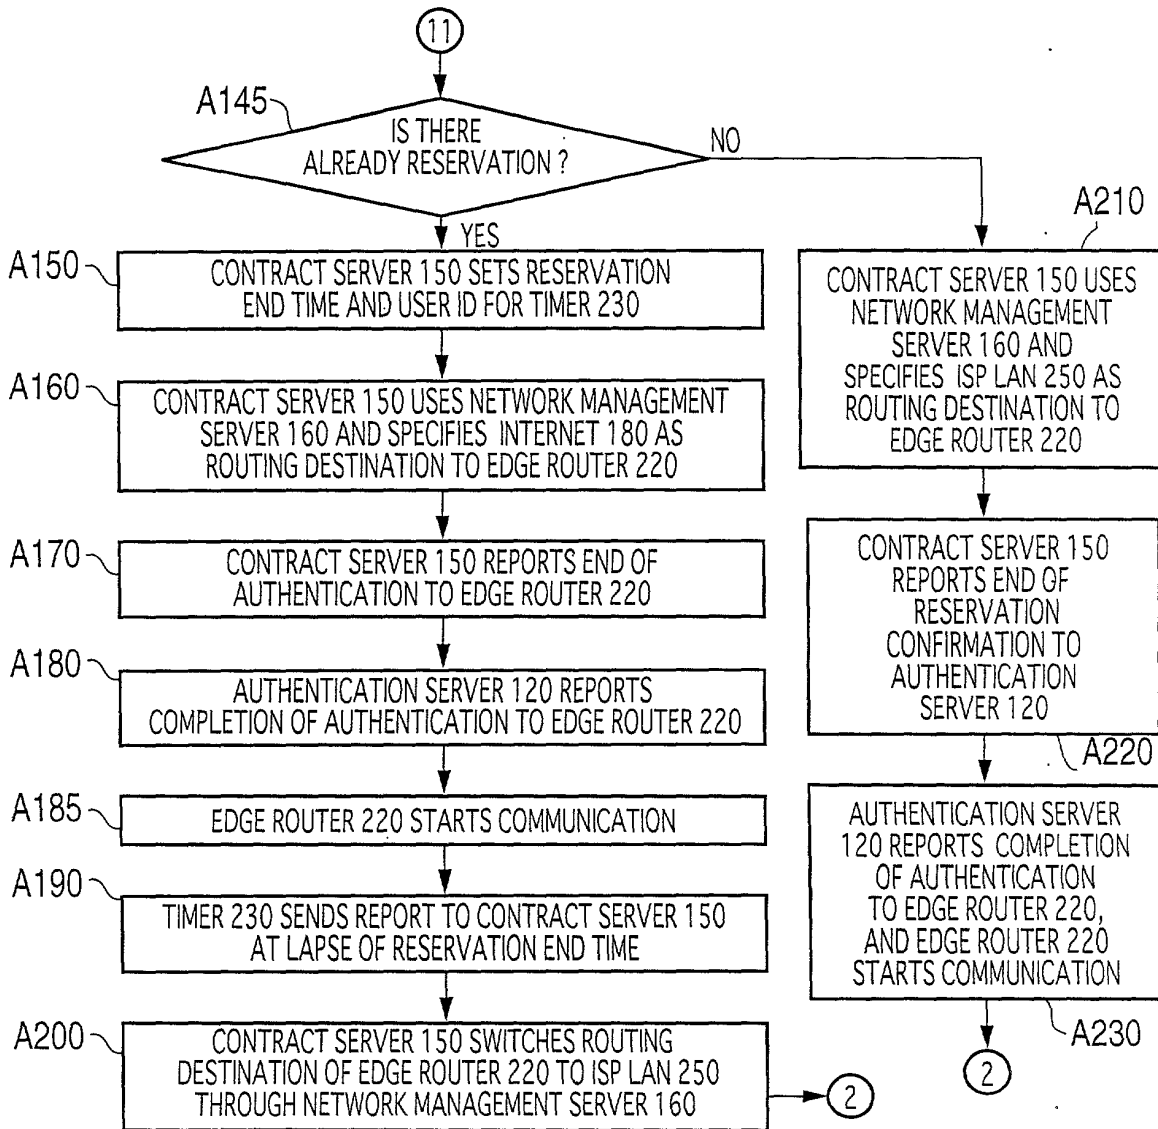 11
A145
IS THERE
ALREADY RESERVATION ?
NO
YES
A150
CONTRACT SERVER 150 SETS RESERVATION
END TIME AND USER ID FOR TIMER 230
A160
CONTRACT SERVER 150 USES NETWORK MANAGEMENT
SERVER 160 AND SPECIFIES INTERNET 180 AS
ROUTING DESTINATION TO EDGE ROUTER 220
A170
CONTRACT SERVER 150 REPORTS END OF
AUTHENTICATION TO EDGE ROUTER 220
A180
AUTHENTICATION SERVER 120 REPORTS
COMPLETION OF AUTHENTICATION TO EDGE ROUTER 220
A185
EDGE ROUTER 220 STARTS COMMUNICATION
A190
TIMER 230 SENDS REPORT TO CONTRACT SERVER 150
AT LAPSE OF RESERVATION END TIME
A200
CONTRACT SERVER 150 SWITCHES ROUTING
DESTINATION OF EDGE ROUTER 220 TO ISP LAN 250
THROUGH NETWORK MANAGEMENT SERVER 160
2
A210
CONTRACT SERVER 150 USES
NETWORK MANAGEMENT
SERVER 160 AND
SPECIFIES ISP LAN 250 AS
ROUTING DESTINATION TO
EDGE ROUTER 220
CONTRACT SERVER 150
REPORTS END OF
RESERVATION
CONFIRMATION TO
AUTHENTICATION
SERVER 120
A220
AUTHENTICATION SERVER
120 REPORTS COMPLETION
OF AUTHENTICATION
TO EDGE ROUTER 220,
AND EDGE ROUTER 220
STARTS COMMUNICATION
A230
2